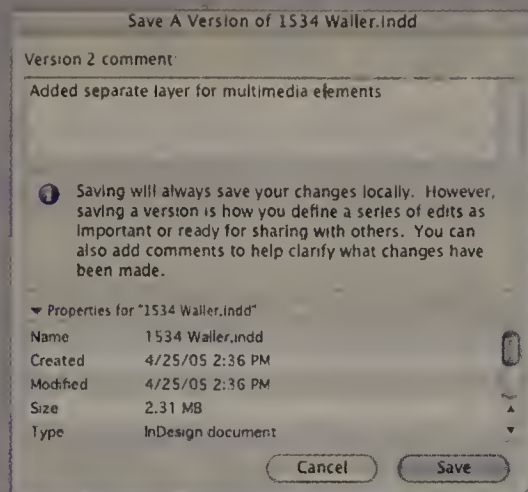 Save A Version of 1534 Waller.indd
Version 2 comment:
Added separate layer for multimedia elements
Saving will always save your changes locally. However,
saving a version is how you define a series of edits as
important or ready for sharing with others. You can
also add comments to help clarify what changes have
been made.
Properties for "1534 Waller.indd"
Name 1534 Waller.indd
Created 4/25/05 2:36 PM
Modified 4/25/05 2:36 PM
Size 2.31 MB
Type InDesign document
Cancel Save